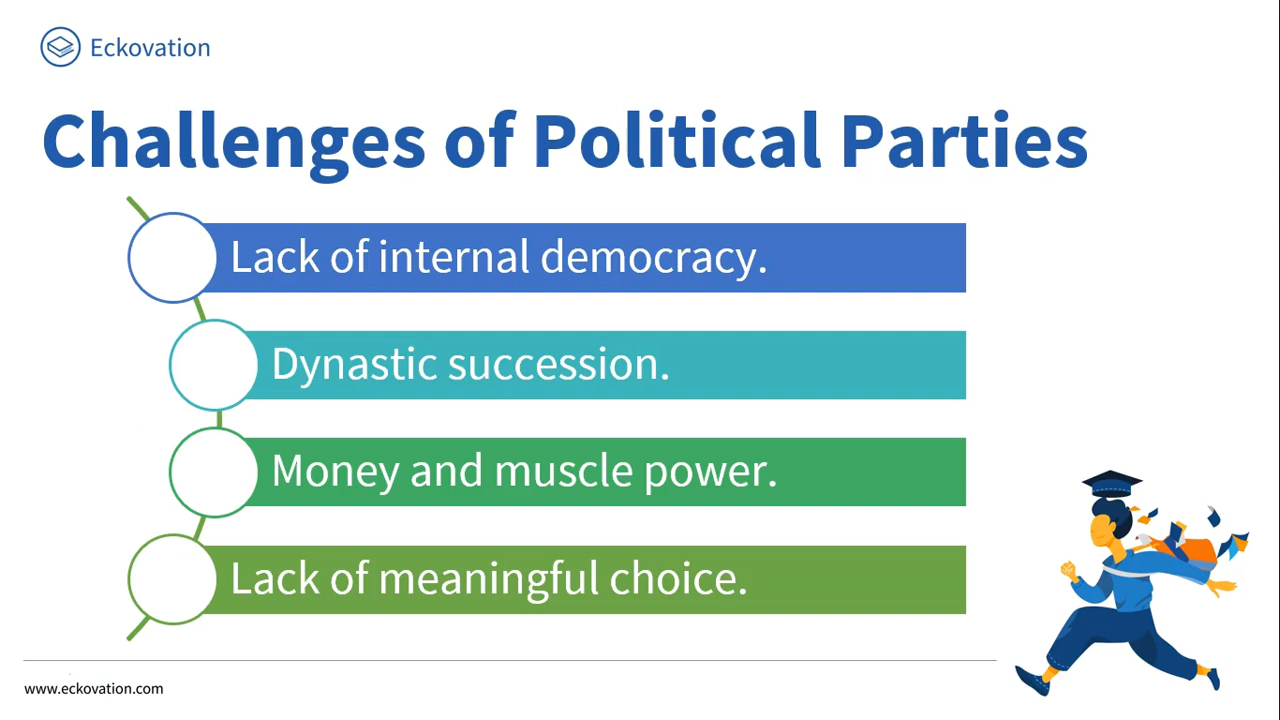 Eckovation
Challenges of Political Parties
Lack of internal democracy.
Dynastic succession.
Money and muscle power.
Lack of meaningful choice.
www.eckovation.com